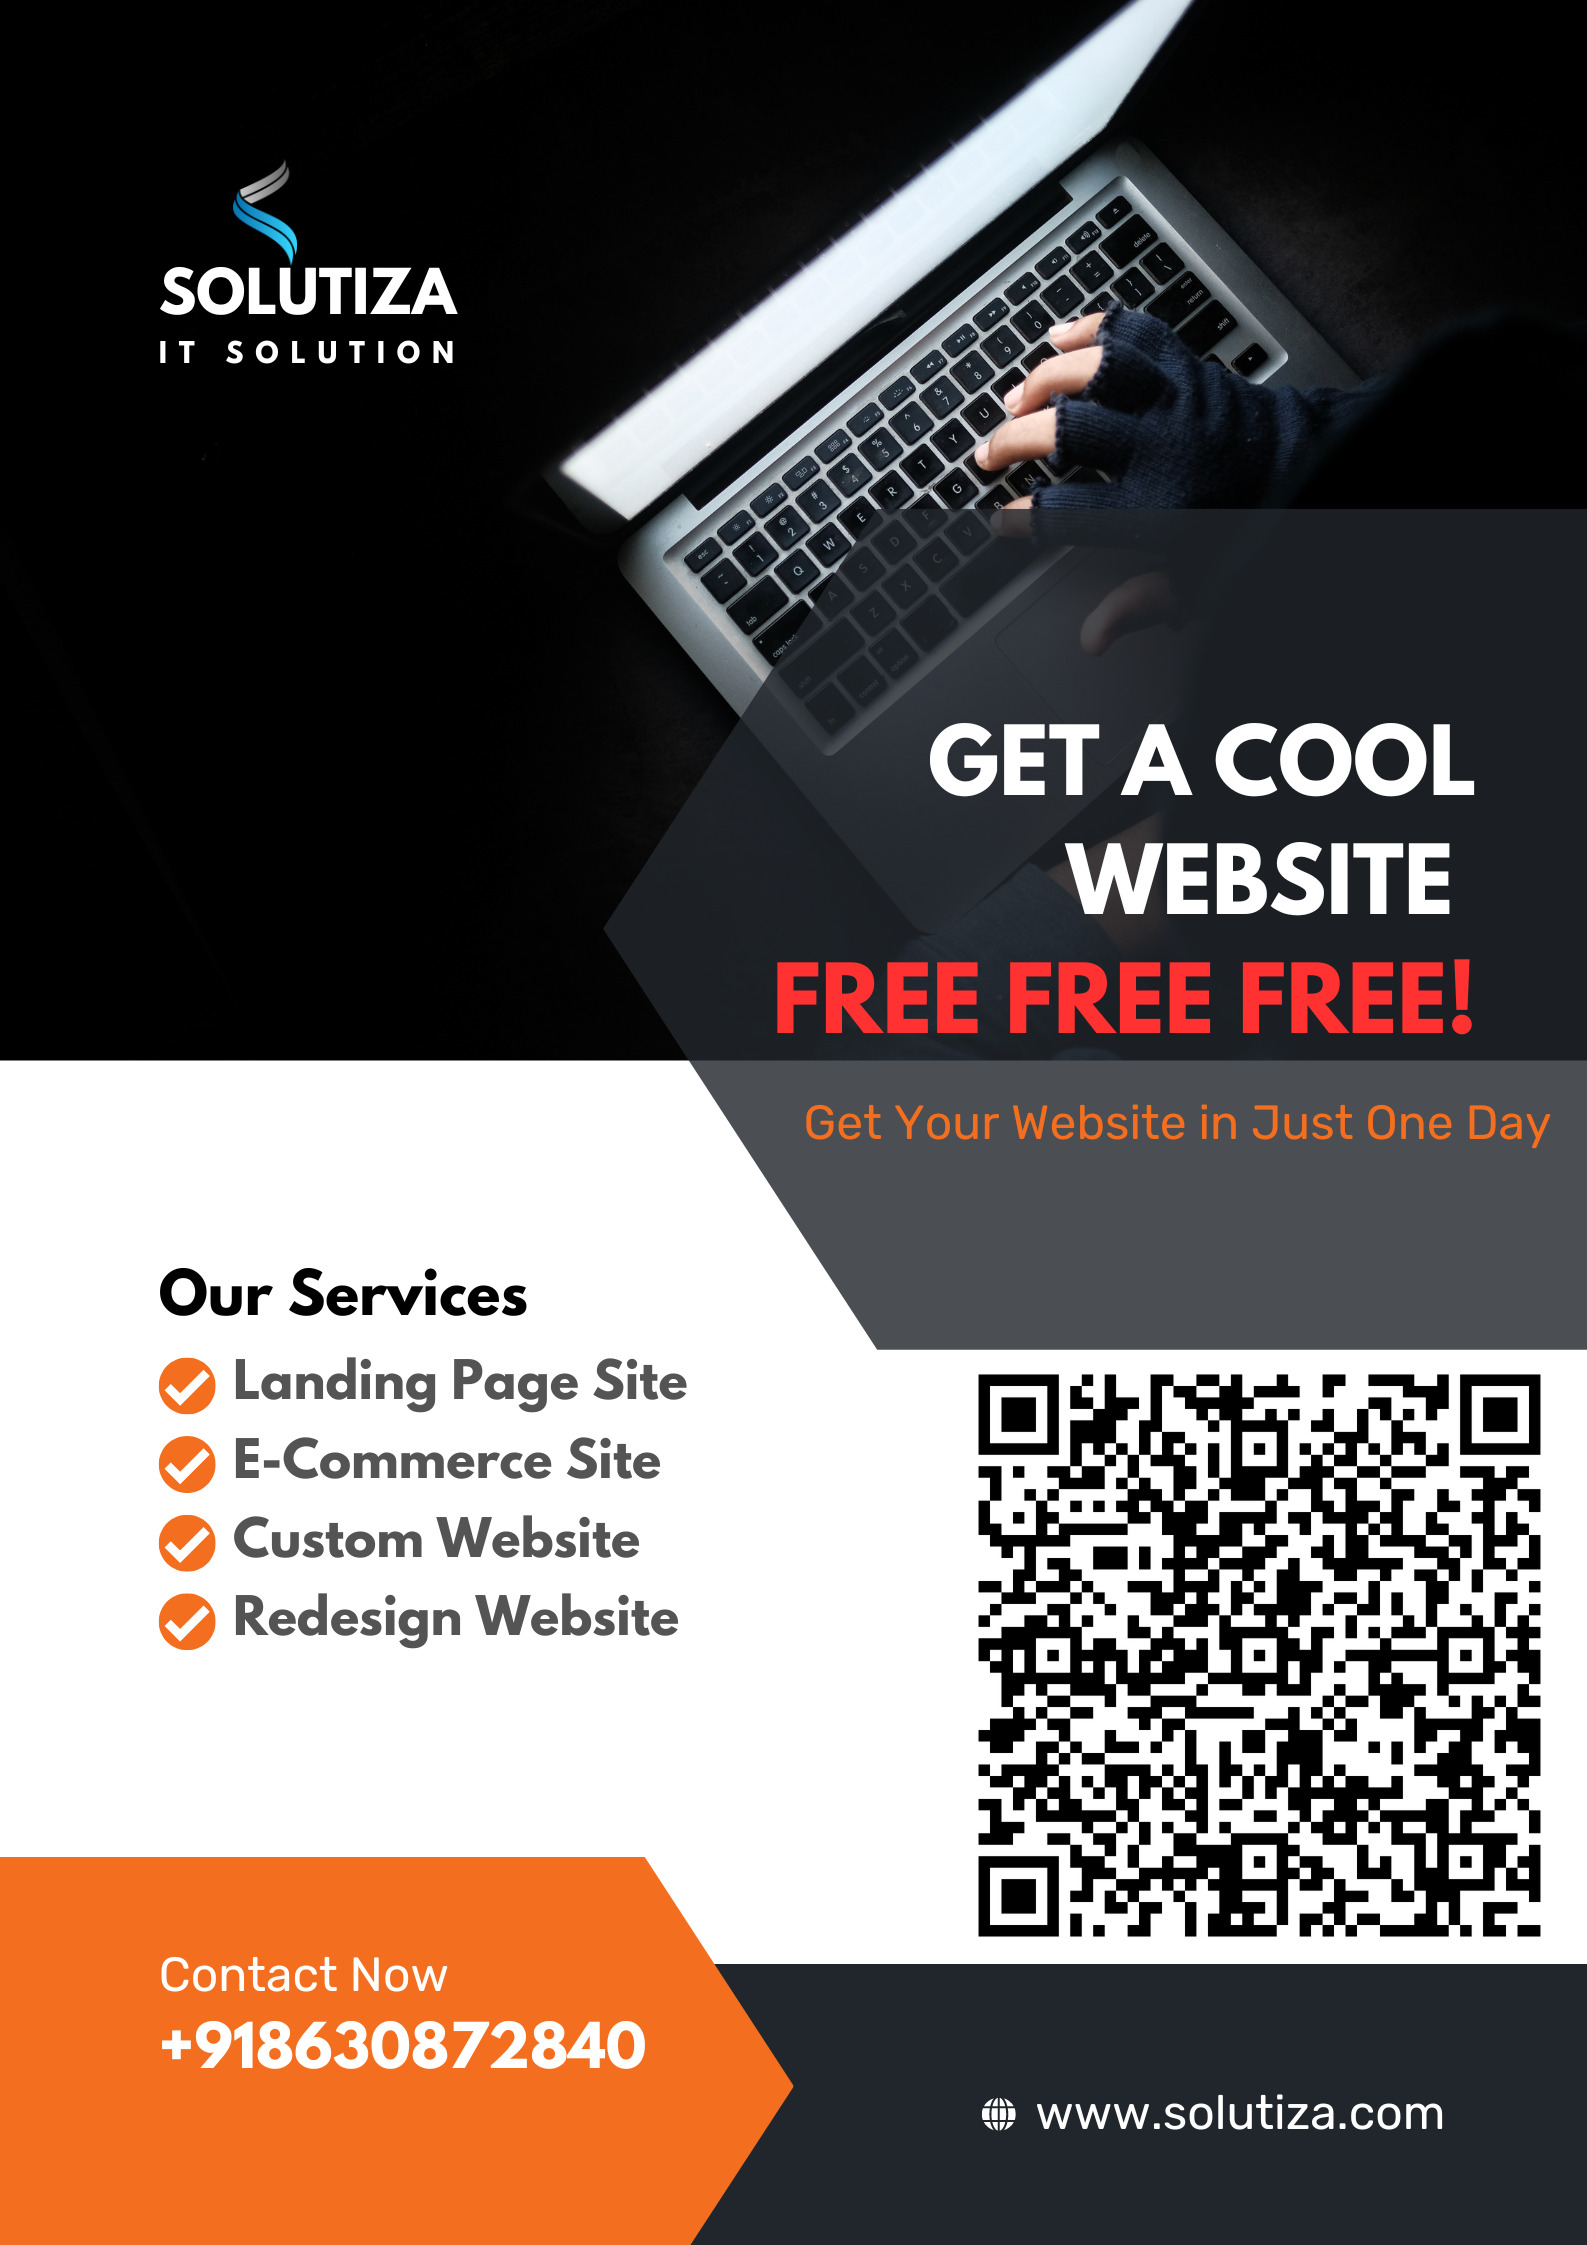 SOLUTIZA
IT SOLUTION
GET A COOL
WEBSITE
FREE FREE FREE!
Get Your Website in Just One Day
Our Services
Landing Page Site
E-Commerce Site
Custom Website
Redesign Website
Contact Now
+918630872840
www.solutiza.com